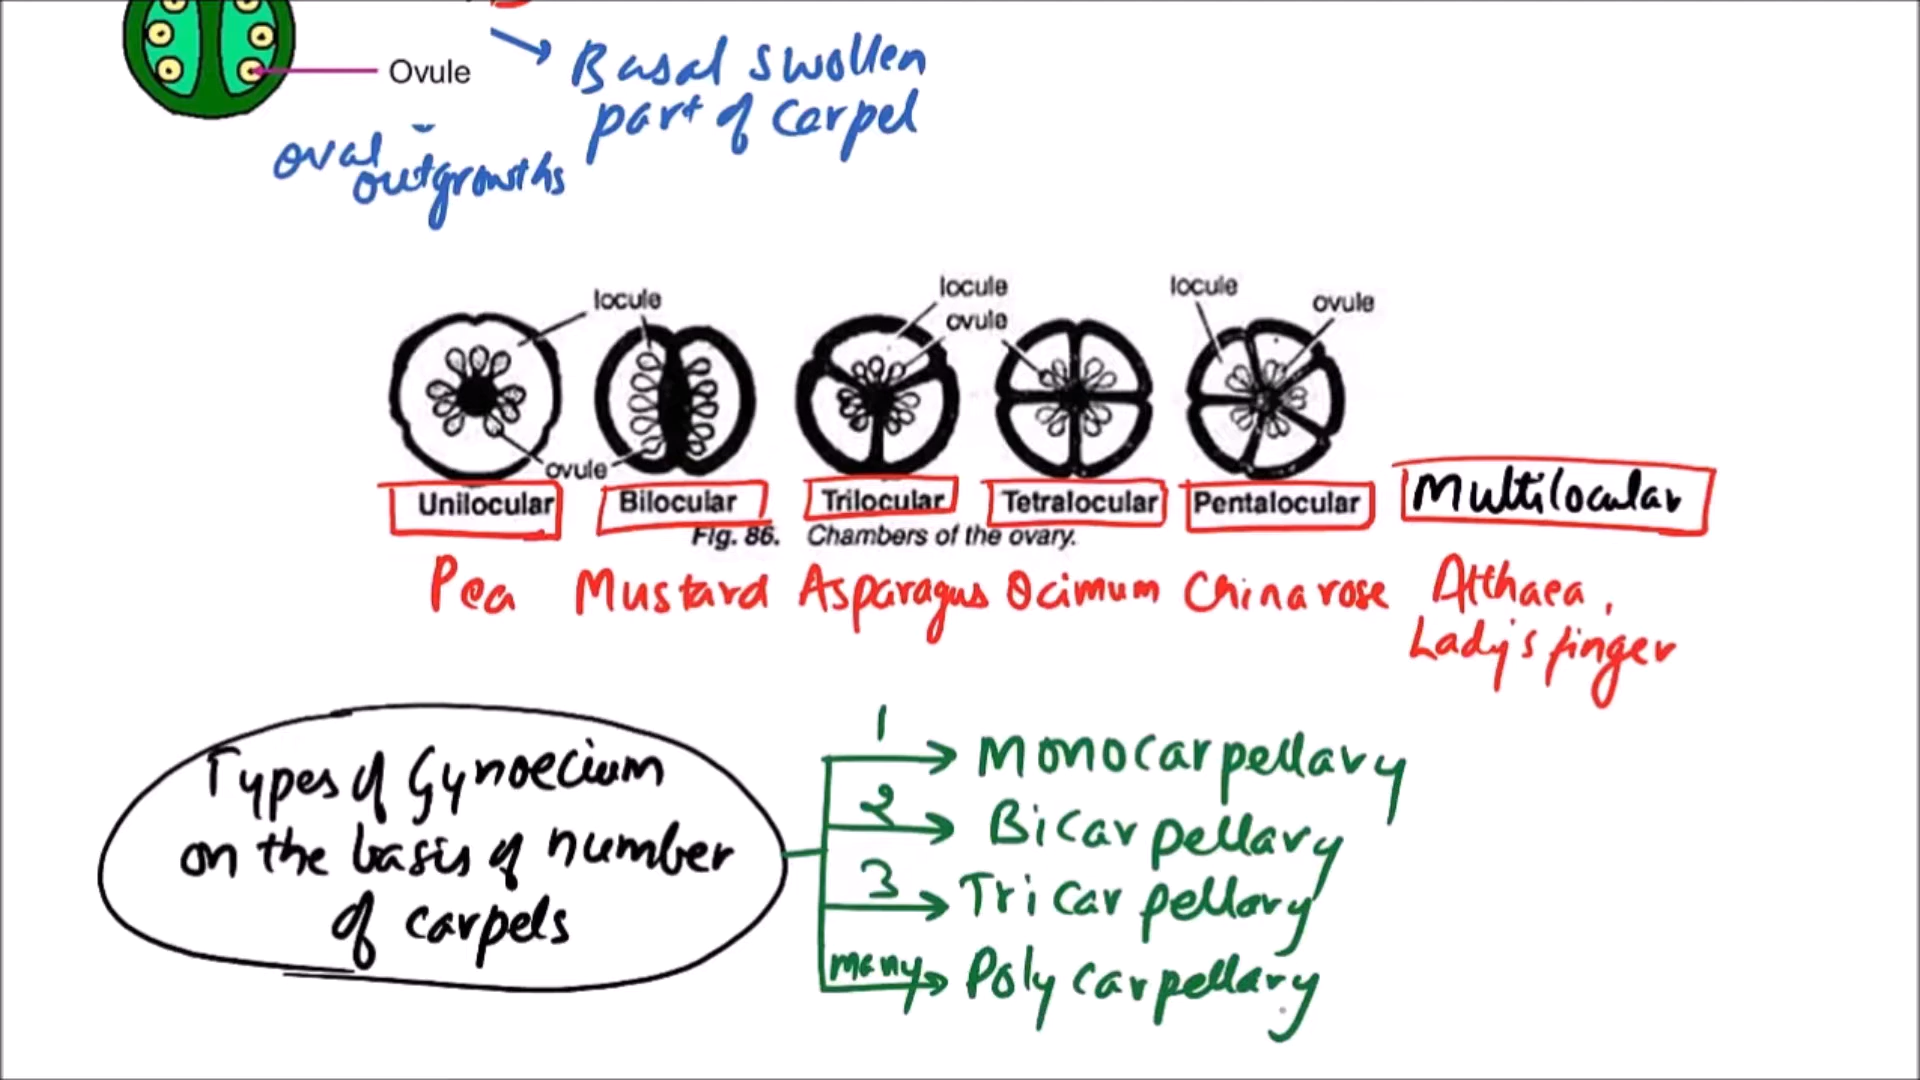 Ovule
Basal swollen
part of Carpel
oval
outgrowths
locule
locule
ovule
locule
ovule
ovule
Unilocular Bilocular Trilocular Tetralocular Pentalocular Multilocular
Fig. 86. Chambers of the ovary.
Pea Mustard Asparagus Ocimum China rose Althaea,
Lady's finger
Types of Gynoecium
on the basis of number
of carpels
1 Monocarpellary
2 Bicarpellary
3 Tricarpellary
many Polycarpellary